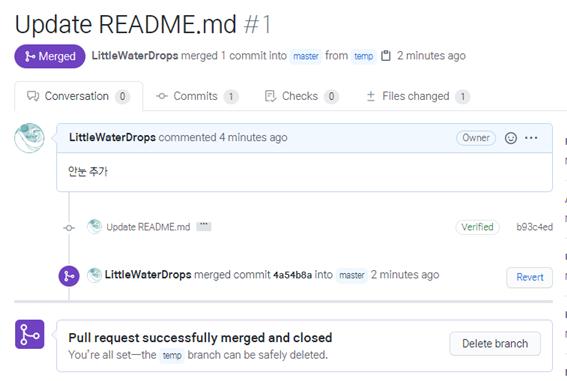 Update README.md #1
Merged LittleWaterDrops merged 1 commit into master from temp 2 minutes ago
Conversation 0 Commits 1 Checks 0 Files changed 1
LittleWaterDrops commented 4 minutes ago Owner
안눈 추가
Update README.md ··· Verified b93c4ed
LittleWaterDrops merged commit 4a54b8a into master 2 minutes ago Revert
Pull request successfully merged and closed
You're all set—the temp branch can be safely deleted. Delete branch